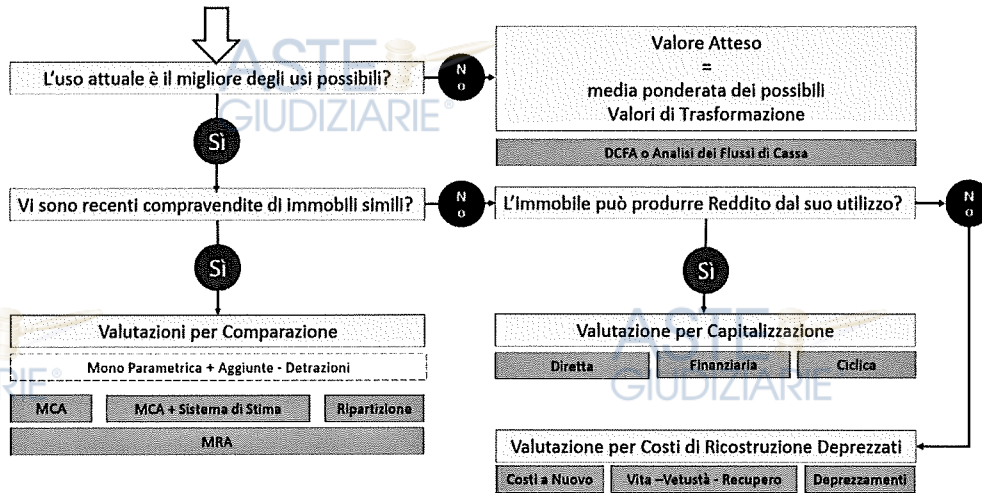 L'uso attuale è il migliore degli usi possibili?
No
Valore Atteso
=
media ponderata dei possibili
Valori di Trasformazione
DCFA o Analisi dei Flussi di Cassa
Sì
Vi sono recenti compravendite di immobili simili?
No
L'Immobile può produrre Reddito dal suo utilizzo?
No
Sì
Sì
Valutazioni per Comparazione
Mono Parametrica + Aggiunte - Detrazioni
MCA
MCA + Sistema di Stima
Ripartizione
MRA
Valutazione per Capitalizzazione
Diretta
Finanziaria
Ciclica
Valutazione per Costi di Ricostruzione Deprezzati
Costi a Nuovo
Vita –Vetustà - Recupero
Deprezzamenti
ASTE
GIUDIZIARIE®
ARIE®
ASTE
GIUDIZIARIE